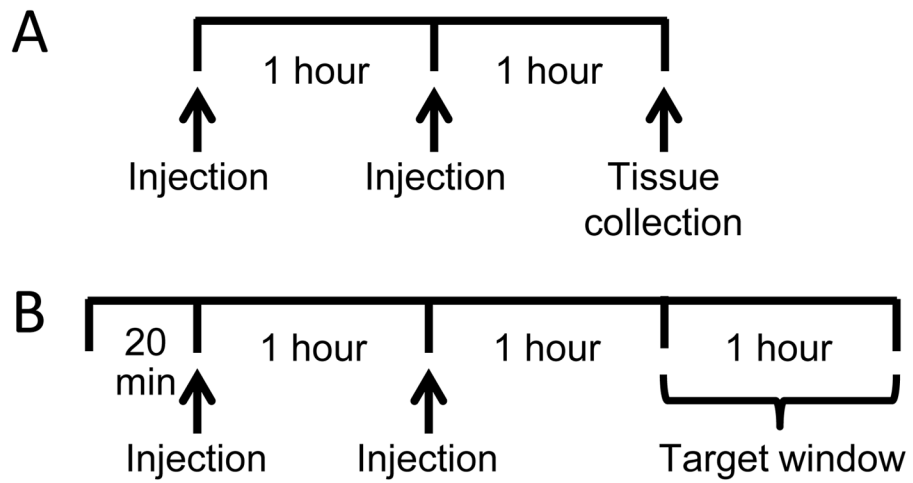 A
1 hour 1 hour
Injection Injection Tissue
collection
B
20
min 1 hour 1 hour 1 hour
Injection Injection Target window